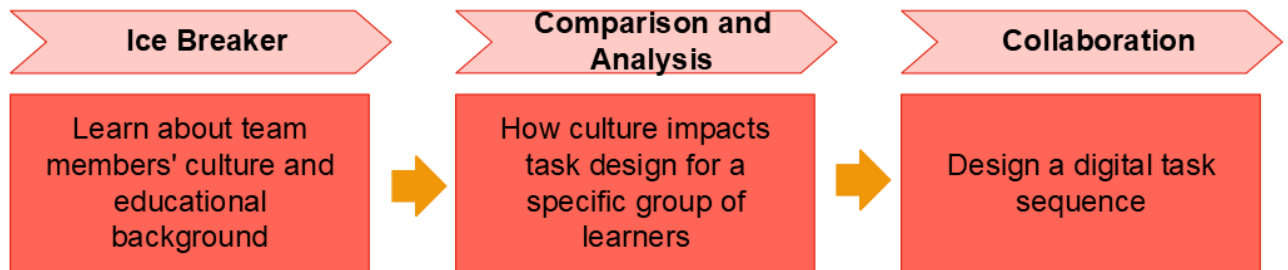 Ice Breaker
Comparison and
Analysis
Collaboration
Learn about team
members' culture and
educational
background
How culture impacts
task design for a
specific group of
learners
Design a digital task
sequence